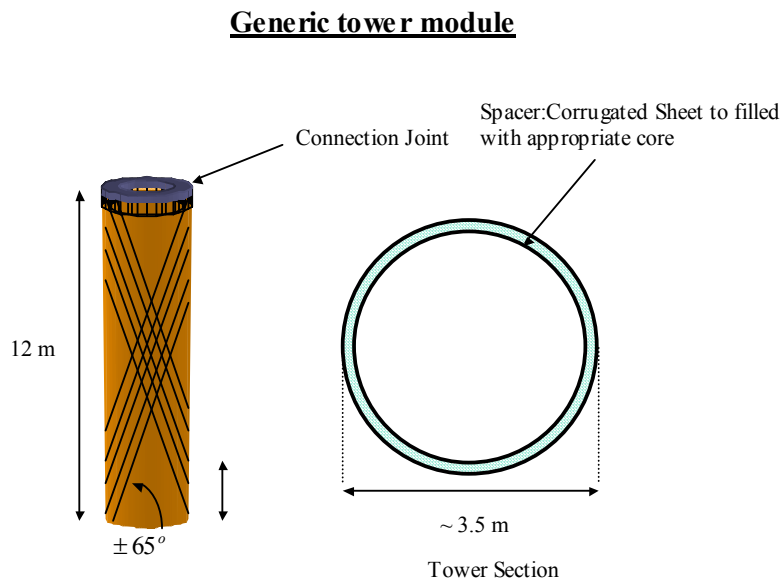 Generic tower module
Spacer:Corrugated Sheet to filled
with appropriate core
Connection Joint
12 m
±65°
~ 3.5 m
Tower Section